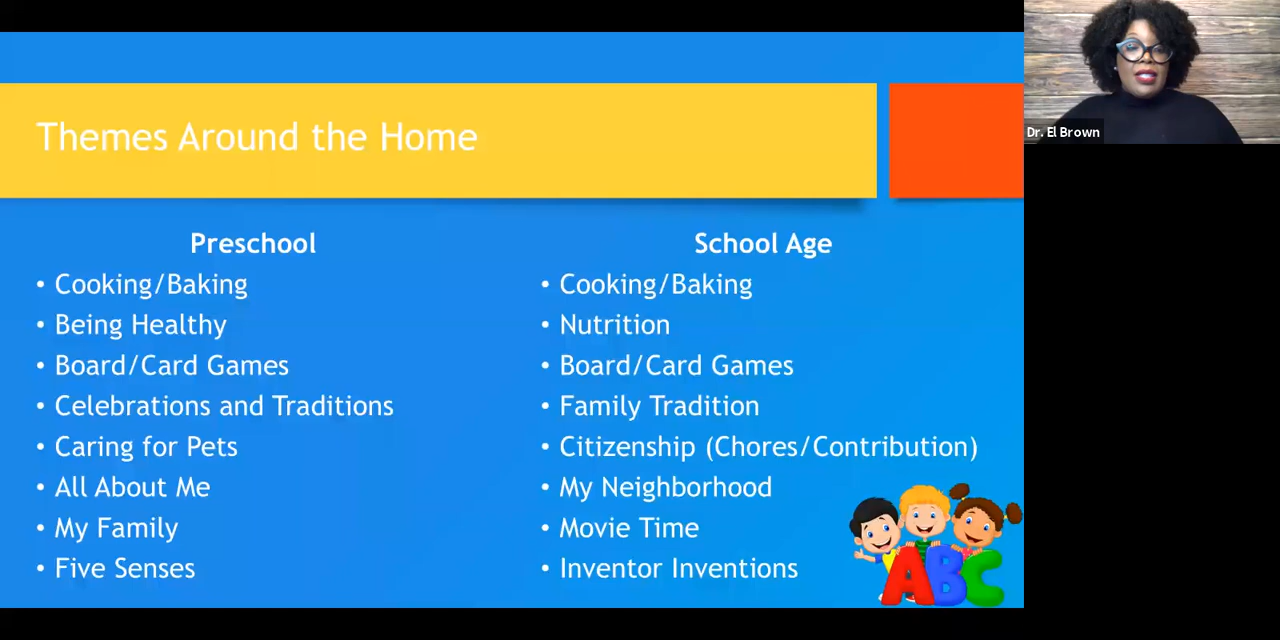 Themes Around the Home
Preschool
• Cooking/Baking
• Being Healthy
• Board/Card Games
• Celebrations and Traditions
• Caring for Pets
• All About Me
• My Family
• Five Senses
School Age
• Cooking/Baking
• Nutrition
• Board/Card Games
• Family Tradition
• Citizenship (Chores/Contribution)
• My Neighborhood
• Movie Time
• Inventor Inventions
ABC
Dr. El Brown